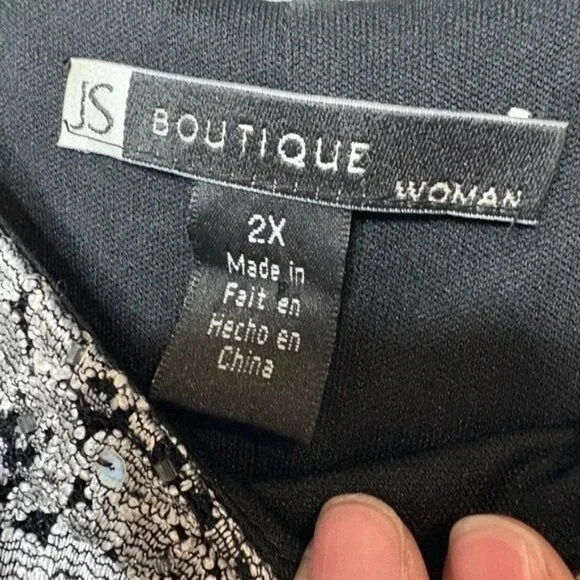 JS BOUTIQUE
WOMAN
2X
Made in
Fait en
Hecho en
China